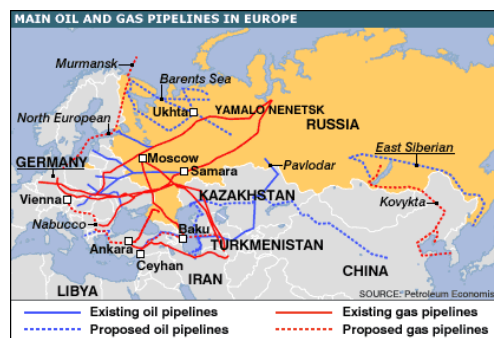 MAIN OIL AND GAS PIPELINES IN EUROPE
Murmansk
Barents Sea
North European
Ukhta
YAMALO NENETSK
RUSSIA
GERMANY
Moscow
Samara
Pavlodar
East Siberian
Vienna
KAZAKHSTAN
Kovykta
Nabucco
Baku
Ankara
TURKMENISTAN
Ceyhan
IRAN
CHINA
LIBYA
SOURCE: Petroleum Economis
Existing oil pipelines
Existing gas pipelines
Proposed oil pipelines
Proposed gas pipelines